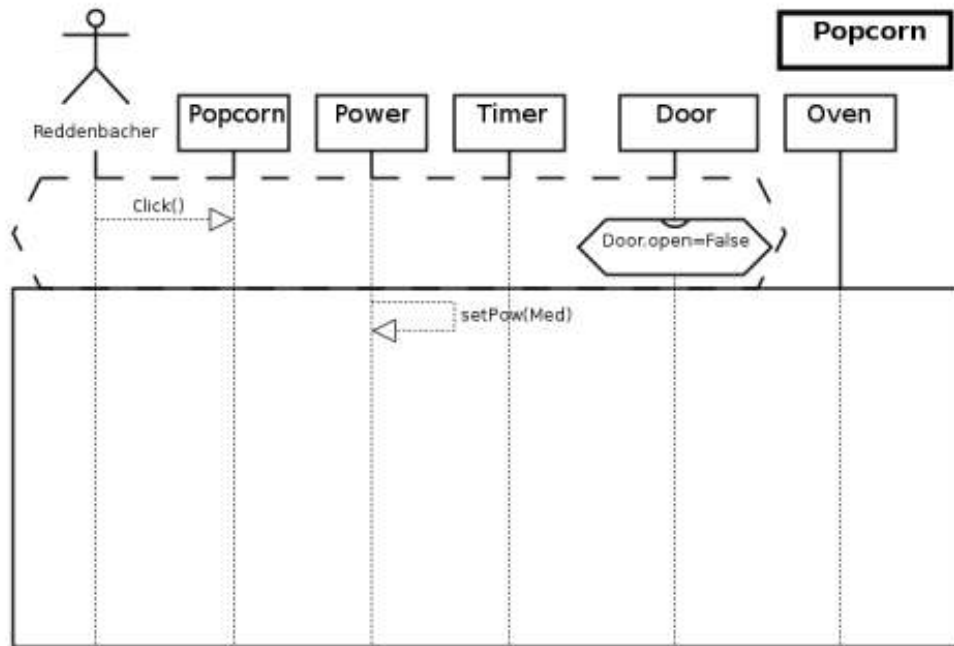 Popcorn
Reddenbacher
Popcorn
Power
Timer
Door
Oven
Click()
Door.open=False
setPow(Med)